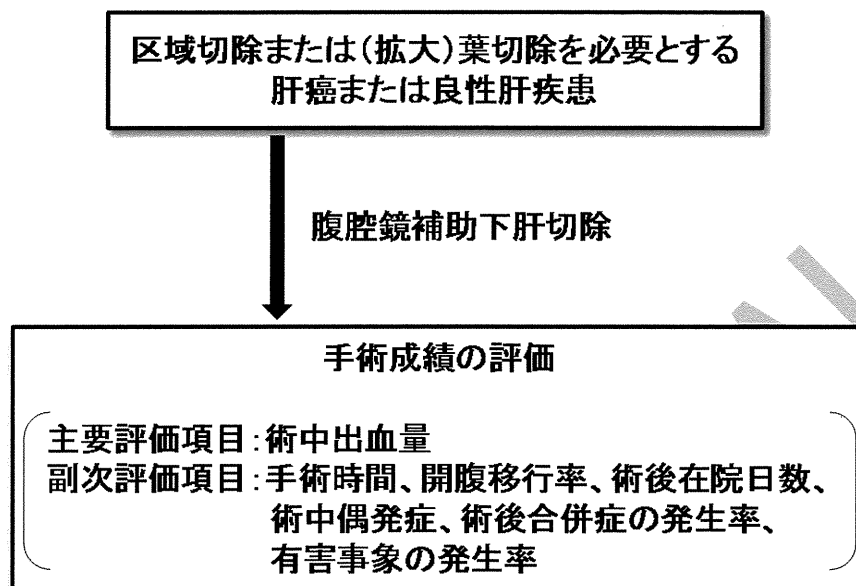 区域切除または(拡大)葉切除を必要とする
肝癌または良性肝疾患
腹腔鏡補助下肝切除
手術成績の評価
主要評価項目:術中出血量
副次評価項目:手術時間、開腹移行率、術後在院日数、
術中偶発症、術後合併症の発生率、
有害事象の発生率